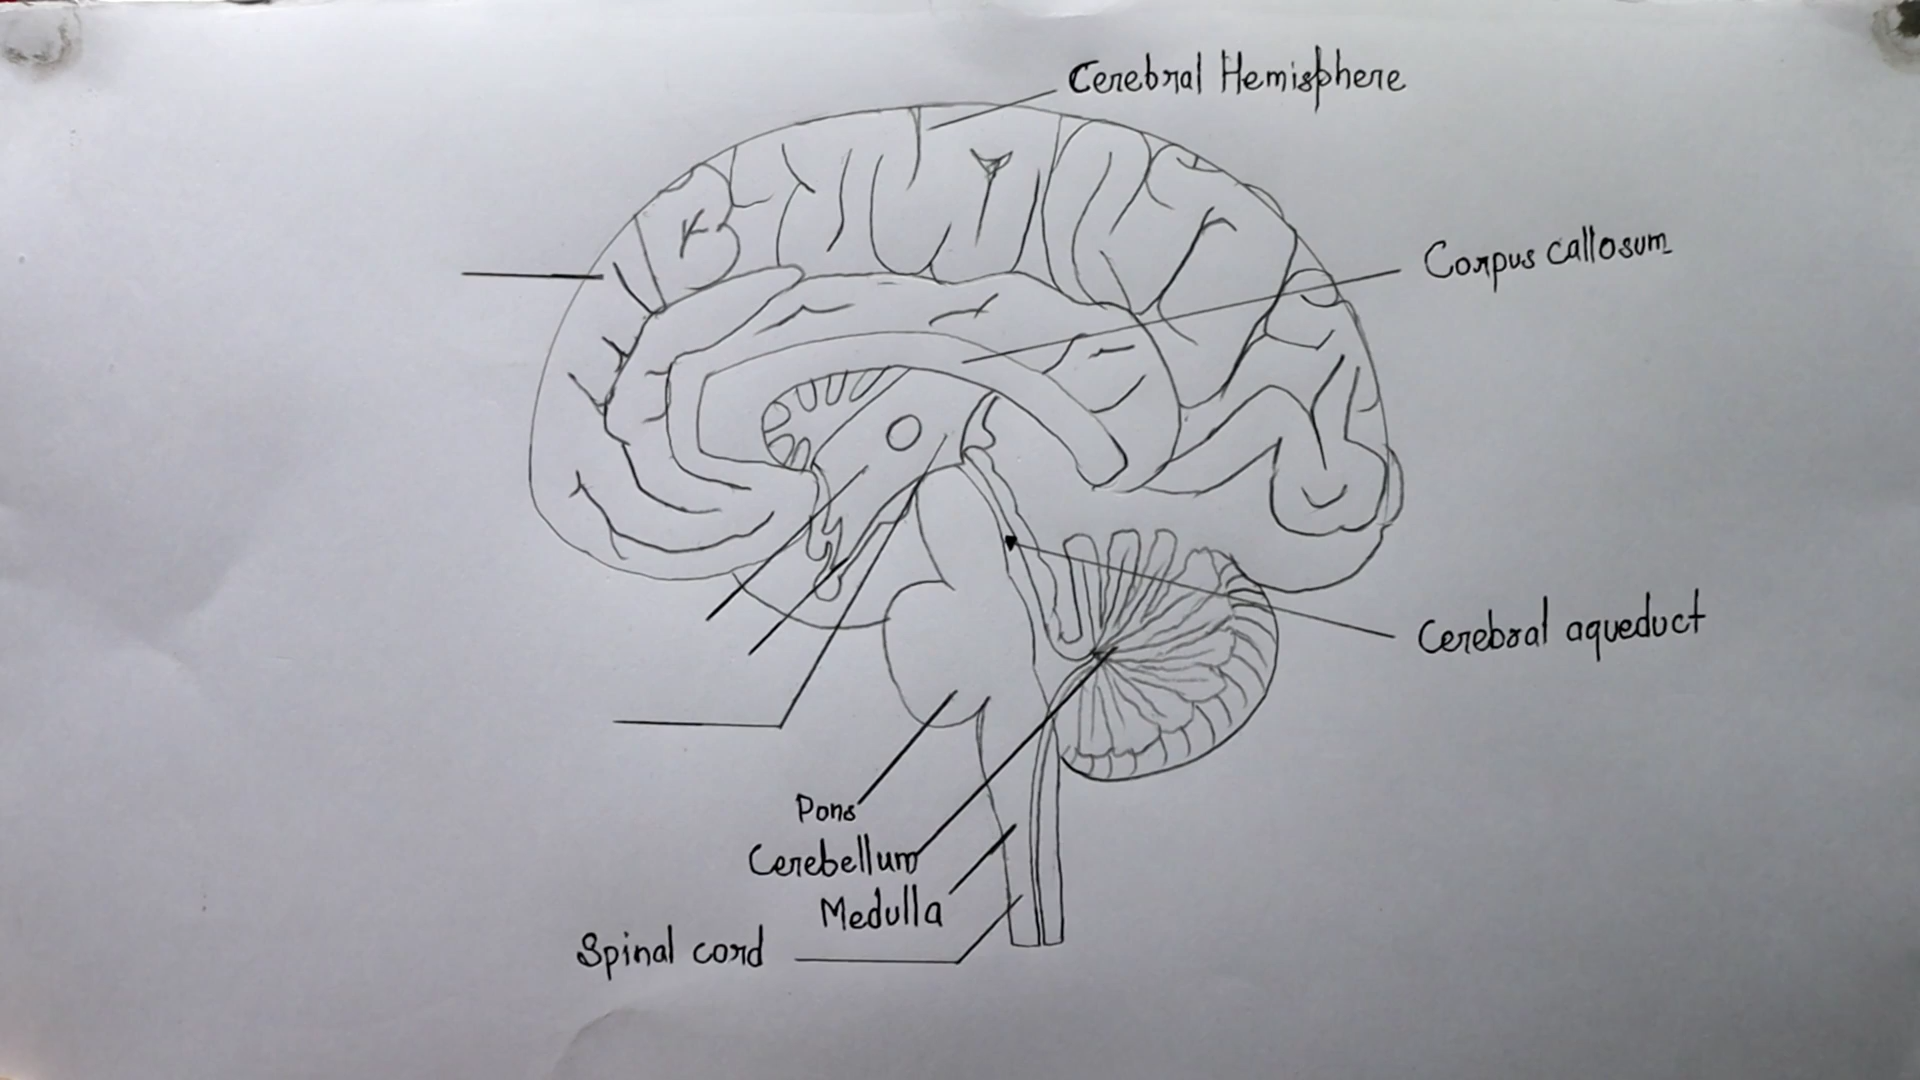 Cerebral Hemisphere
Corpus callosum
Cerebral aqueduct
Pons
Cerebellum
Medulla
Spinal cord